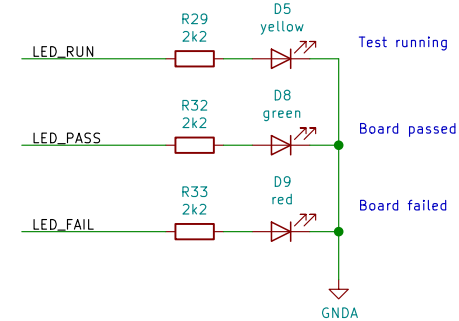 R29
2k2
D5
yellow
LED_RUN
Test running
R32
2k2
D8
green
LED_PASS
Board passed
R33
2k2
D9
red
LED_FAIL
Board failed
GNDA